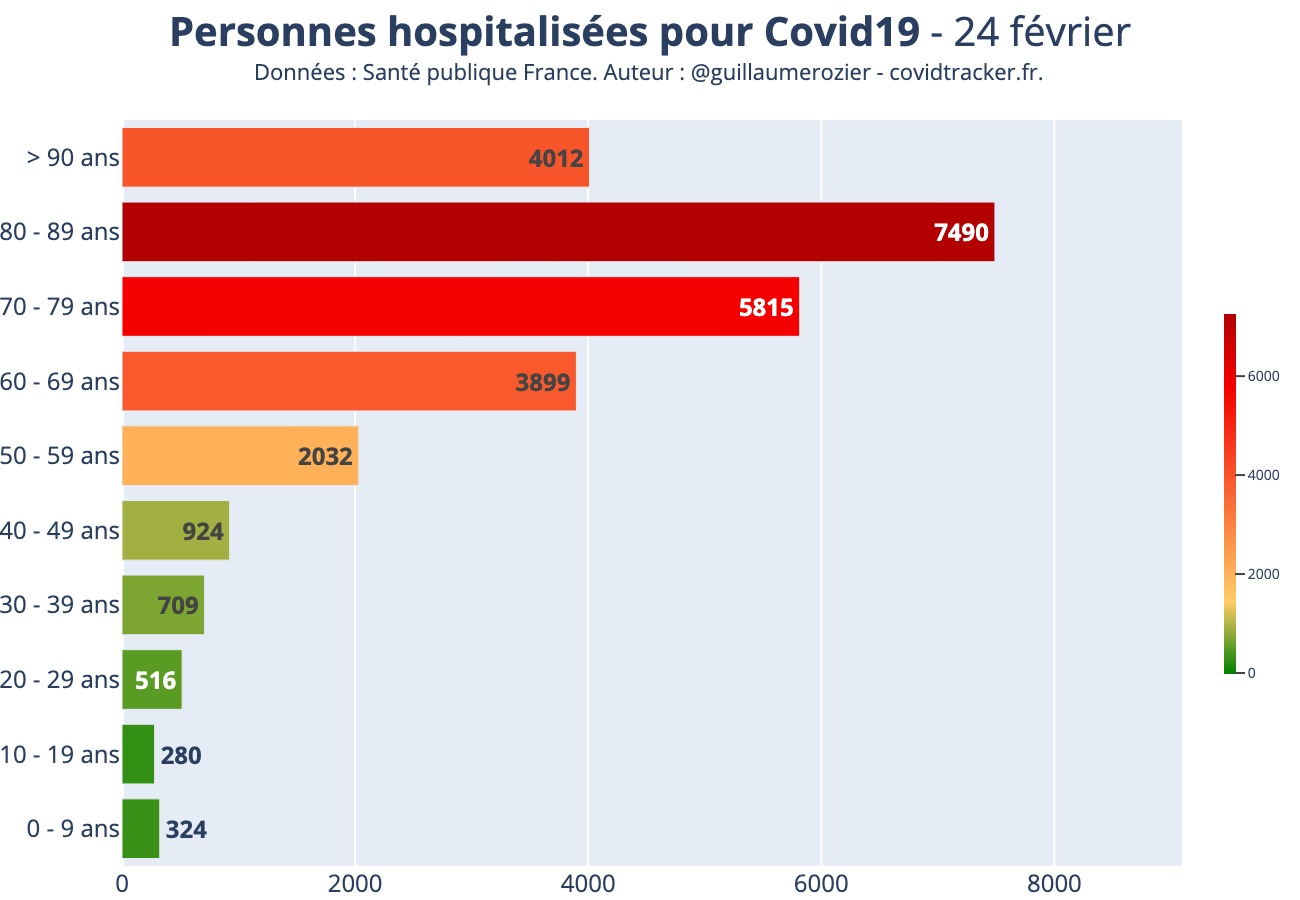 Personnes hospitalisées pour Covid19 - 24 février
Données : Santé publique France. Auteur : @guillaumerozier - covidtracker.fr.
> 90 ans 4012
80 - 89 ans 7490
70 - 79 ans 5815
60 - 69 ans 3899
50 - 59 ans 2032
40 - 49 ans 924
30 - 39 ans 709
20 - 29 ans 516
10 - 19 ans 280
0 - 9 ans 324
0 2000 4000 6000 8000
6000
4000
2000
0